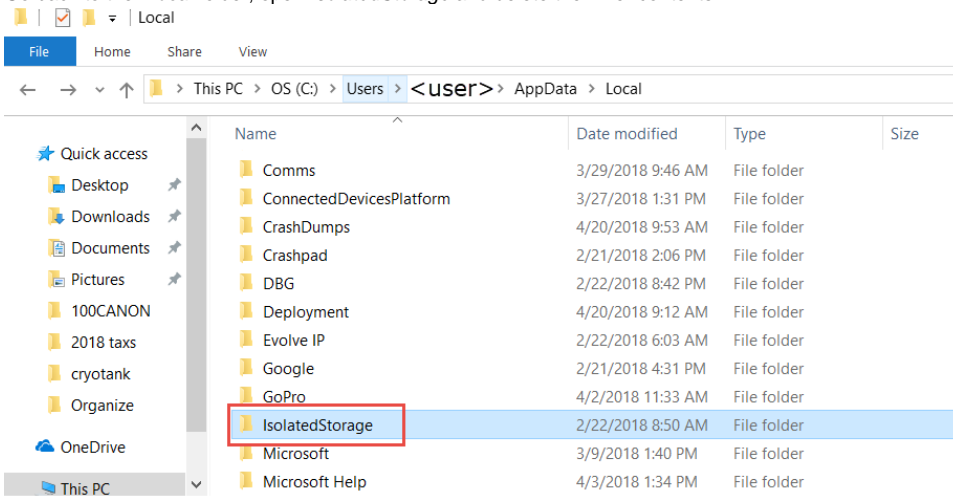 Local
File Home Share View
This PC > OS (C:) > Users > <user> > AppData > Local
Name Date modified Type Size
Quick access
Desktop
Downloads
Documents
Pictures
100CANON
2018 taxs
cryotank
Organize
OneDrive
This PC
Comms 3/29/2018 9:46 AM File folder
ConnectedDevicesPlatform 3/27/2018 1:31 PM File folder
CrashDumps 4/20/2018 9:53 AM File folder
Crashpad 2/21/2018 2:06 PM File folder
DBG 2/22/2018 8:42 PM File folder
Deployment 4/20/2018 9:12 AM File folder
Evolve IP 2/22/2018 6:03 AM File folder
Google 2/21/2018 4:31 PM File folder
GoPro 4/2/2018 11:33 AM File folder
IsolatedStorage 2/22/2018 8:50 AM File folder
Microsoft 3/9/2018 1:40 PM File folder
Microsoft Help 4/3/2018 1:34 PM File folder